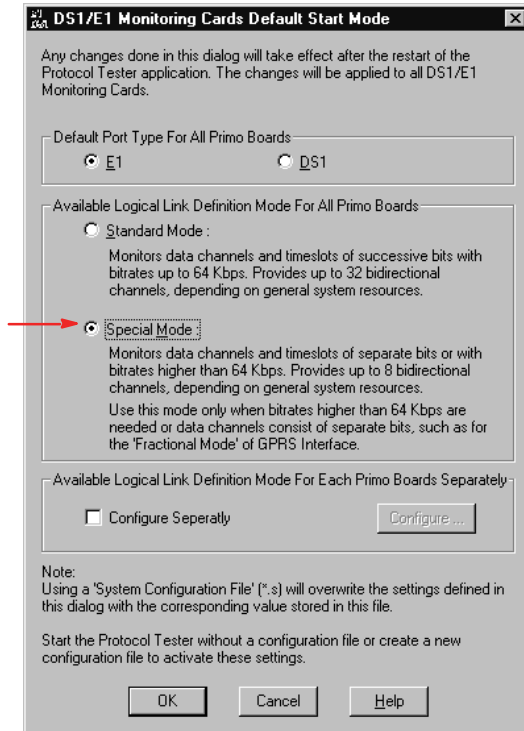 DS1/E1 Monitoring Cards Default Start Mode
Any changes done in this dialog will take effect after the restart of the
Protocol Tester application. The changes will be applied to all DS1/E1
Monitoring Cards.
Default Port Type For All Primo Boards
E1
DS1
Available Logical Link Definition Mode For All Primo Boards
Standard Mode :
Monitors data channels and timeslots of successive bits with
bitrates up to 64 Kbps. Provides up to 32 bidirectional
channels, depending on general system resources.
Special Mode :
Monitors data channels and timeslots of separate bits or with
bitrates higher than 64 Kbps. Provides up to 8 bidirectional
channels, depending on general system resources.
Use this mode only when bitrates higher than 64 Kbps are
needed or data channels consist of separate bits, such as for
the 'Fractional Mode' of GPRS Interface.
Available Logical Link Definition Mode For Each Primo Boards Separately
Configure Seperatly
Configure ...
Note:
Using a 'System Configuration File' (*.s) will overwrite the settings defined in
this dialog with the corresponding value stored in this file.
Start the Protocol Tester without a configuration file or create a new
configuration file to activate these settings.
OK
Cancel
Help